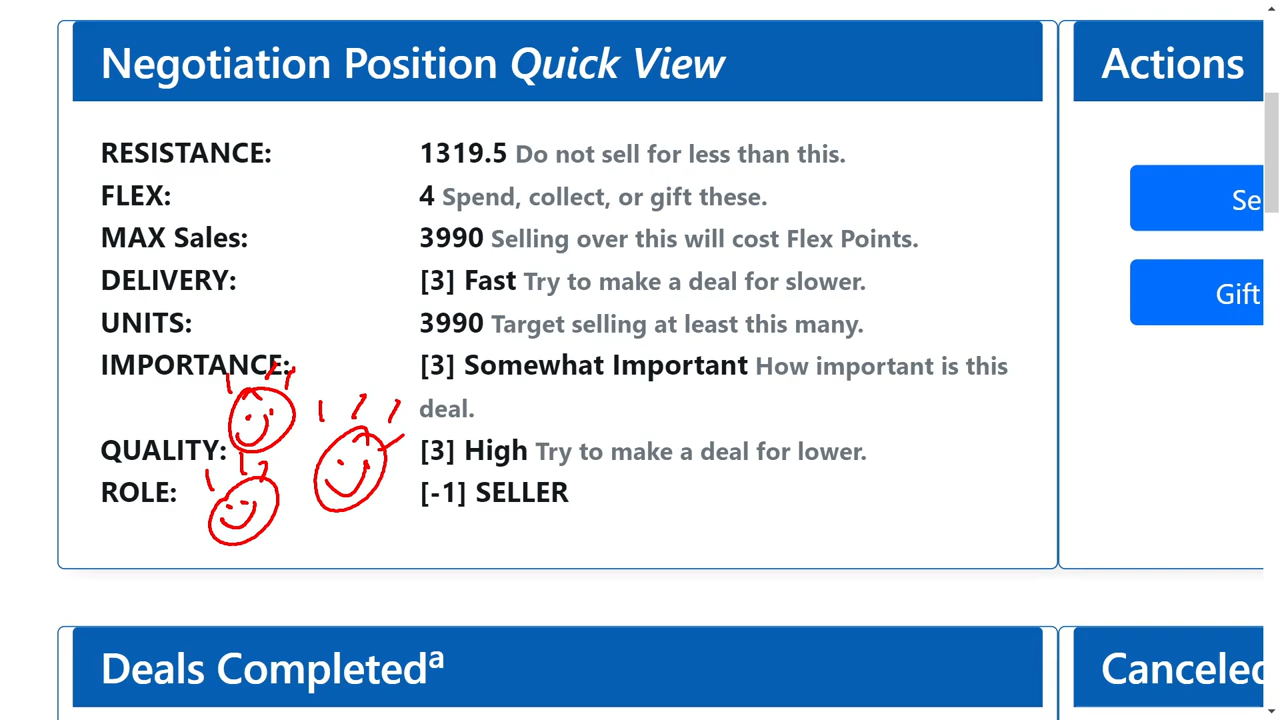 Negotiation Position Quick View
Actions
RESISTANCE: 1319.5 Do not sell for less than this.
FLEX: 4 Spend, collect, or gift these.
MAX Sales: 3990 Selling over this will cost Flex Points.
DELIVERY: [3] Fast Try to make a deal for slower.
UNITS: 3990 Target selling at least this many.
IMPORTANCE: [3] Somewhat Important How important is this
deal.
QUALITY: [3] High Try to make a deal for lower.
ROLE: [-1] SELLER
Se
Gift
Deals Completedª
Canceled